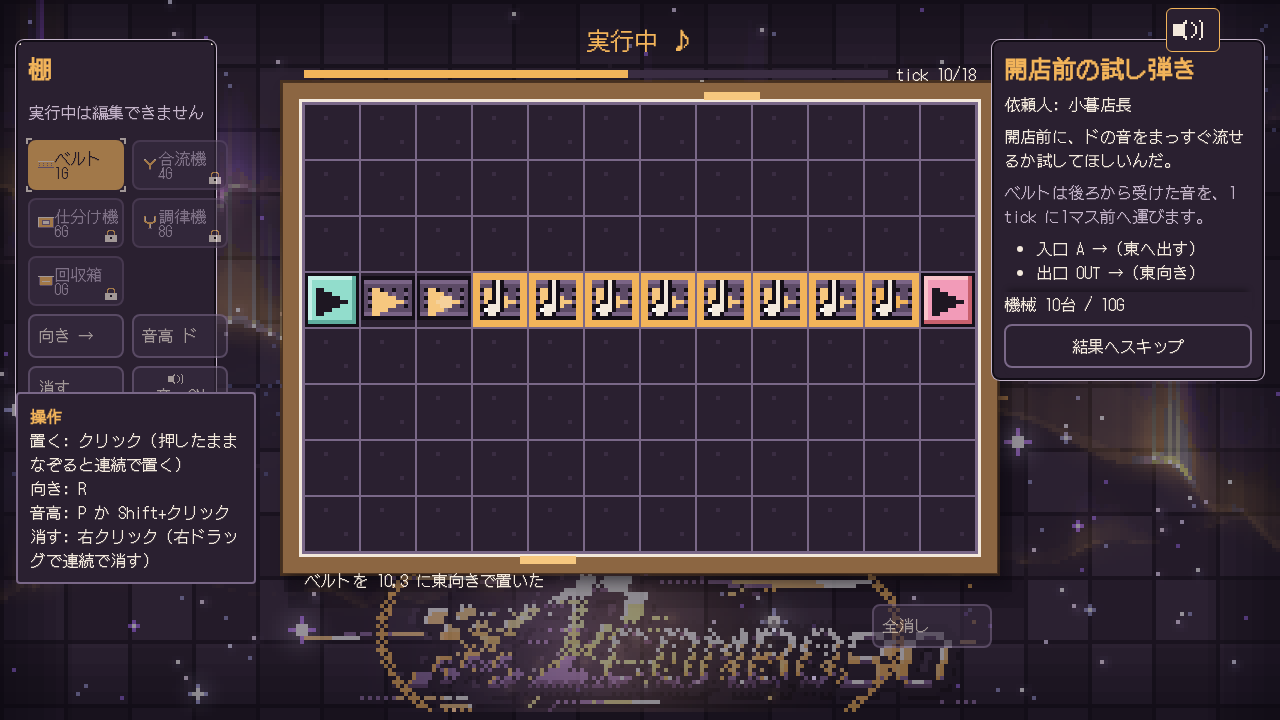 実行中 ♪
tick 10/18
棚
実行中は編集できません
ベルト
1G
合流機
4G
仕分け機
6G
調律機
8G
回収箱
0G
向き →
音高 ド
消す
操作
置く: クリック (押したまま
なぞると連続で置く)
向き: R
音高: P か Shift+クリック
消す: 右クリック (右ドラッ
グで連続で消す)
ベルトを 10,3 に東向きで置いた
全消し
開店前の試し弾き
依頼人: 小暮店長
開店前に、ドの音をまっすぐ流せ
るか試してほしいんだ。
ベルトは後ろから受けた音を、1
tick に1マス前へ運びます。
• 入口 A → (東へ出す)
• 出口 OUT → (東向き)
機械 10台 / 10G
結果へスキップ